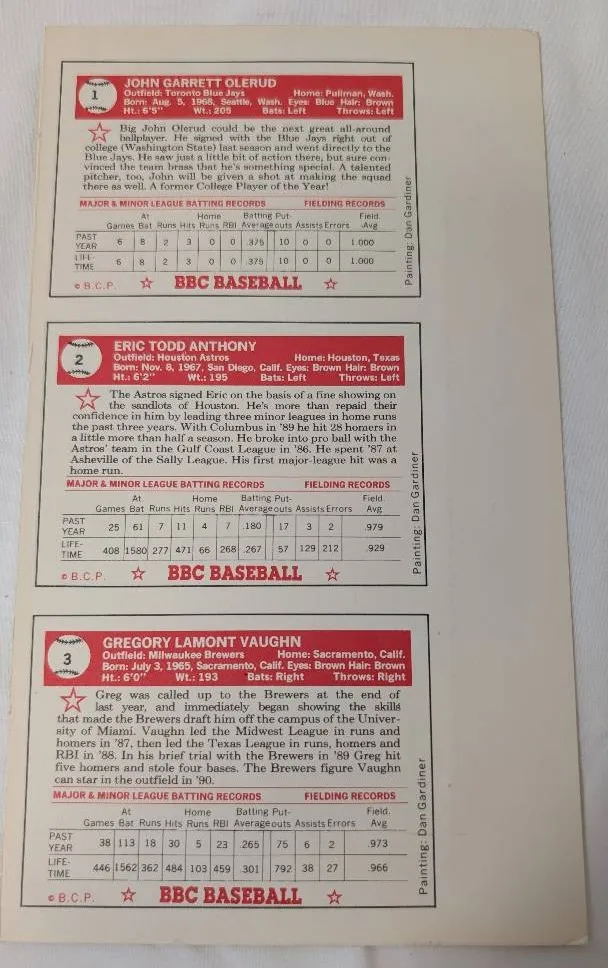 1
JOHN GARRETT OLERUD
Outfield: Toronto Blue Jays Home: Pullman, Wash.
Born: Aug. 5, 1968, Seattle, Wash. Eyes: Blue Hair: Brown
Ht.: 6'5" Wt.: 205 Bats: Left Throws: Left
Big John Olerud could be the next great all-around
ballplayer. He signed with the Blue Jays right out of
college (Washington State) last season and went directly to the
Blue Jays. He saw just a little bit of action there, but sure con-
vinced the team brass that he's something special. A talented
pitcher, too, John will be given a shot at making the squad
there as well. A former College Player of the Year!
MAJOR & MINOR LEAGUE BATTING RECORDS FIELDING RECORDS
At Home Batting Put- Field.
Games Bat Runs Hits Runs RBI Average outs Assists Errors Avg
PAST YEAR 6 8 2 3 0 0 .375 10 0 0 1.000
LIFE-TIME 6 8 2 3 0 0 .375 10 0 0 1.000
© B.C.P. BBC BASEBALL
Painting: Dan Gardiner
2
ERIC TODD ANTHONY
Outfield: Houston Astros Home: Houston, Texas
Born: Nov. 8, 1967, San Diego, Calif. Eyes: Brown Hair: Brown
Ht.: 6'2" Wt.: 195 Bats: Left Throws: Left
The Astros signed Eric on the basis of a fine showing on
the sandlots of Houston. He's more than repaid their
confidence in him by leading three minor leagues in home runs
the past three years. With Columbus in '89 he hit 28 homers in
a little more than half a season. He broke into pro ball with the
Astros' team in the Gulf Coast League in '86. He spent '87 at
Asheville of the Sally League. His first major-league hit was a
home run.
MAJOR & MINOR LEAGUE BATTING RECORDS FIELDING RECORDS
At Home Batting Put- Field.
Games Bat Runs Hits Runs RBI Average outs Assists Errors Avg
PAST YEAR 25 61 7 11 4 7 .180 17 3 2 .979
LIFE-TIME 408 1580 277 471 66 268 .267 57 129 212 .929
© B.C.P. BBC BASEBALL
Painting: Dan Gardiner
3
GREGORY LAMONT VAUGHN
Outfield: Milwaukee Brewers Home: Sacramento, Calif.
Born: July 3, 1965, Sacramento, Calif. Eyes: Brown Hair: Brown
Ht.: 6'0" Wt.: 193 Bats: Right Throws: Right
Greg was called up to the Brewers at the end of
last year, and immediately began showing the skills
that made the Brewers draft him off the campus of the Univer-
sity of Miami. Vaughn led the Midwest League in runs and
homers in '87, then led the Texas League in runs, homers and
RBI in '88. In his brief trial with the Brewers in '89 Greg hit
five homers and stole four bases. The Brewers figure Vaughn
can star in the outfield in '90.
MAJOR & MINOR LEAGUE BATTING RECORDS FIELDING RECORDS
At Home Batting Put- Field.
Games Bat Runs Hits Runs RBI Average outs Assists Errors Avg
PAST YEAR 38 113 18 30 5 23 .265 75 6 2 .973
LIFE-TIME 446 1562 362 484 103 459 .301 792 38 27 .966
© B.C.P. BBC BASEBALL
Painting: Dan Gardiner